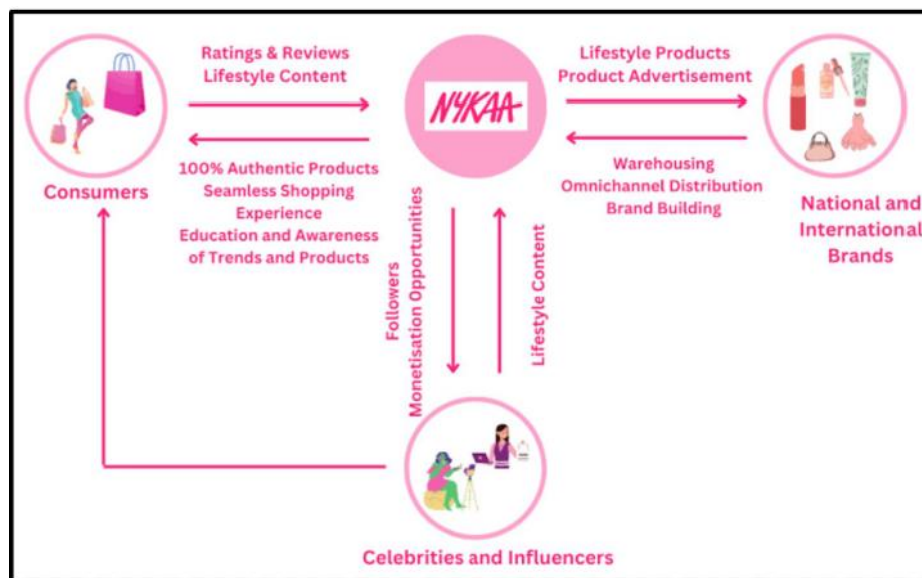 Ratings & Reviews
Lifestyle Content
NYKAA
Lifestyle Products
Product Advertisement
Consumers
100% Authentic Products
Seamless Shopping
Experience
Education and Awareness
of Trends and Products
Warehousing
Omnichannel Distribution
Brand Building
National and
International
Brands
Followers
Monetisation Opportunities
Lifestyle Content
Celebrities and Influencers